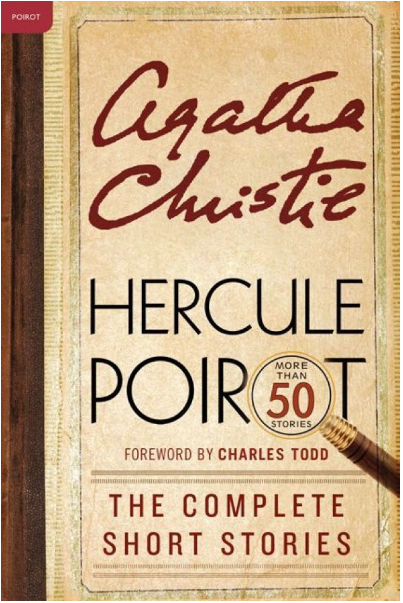 POIROT
Agatha
Christie
HERCULE
POIROT
MORE
THAN
50
STORIES
FOREWORD BY CHARLES TODD
THE COMPLETE
SHORT STORIES